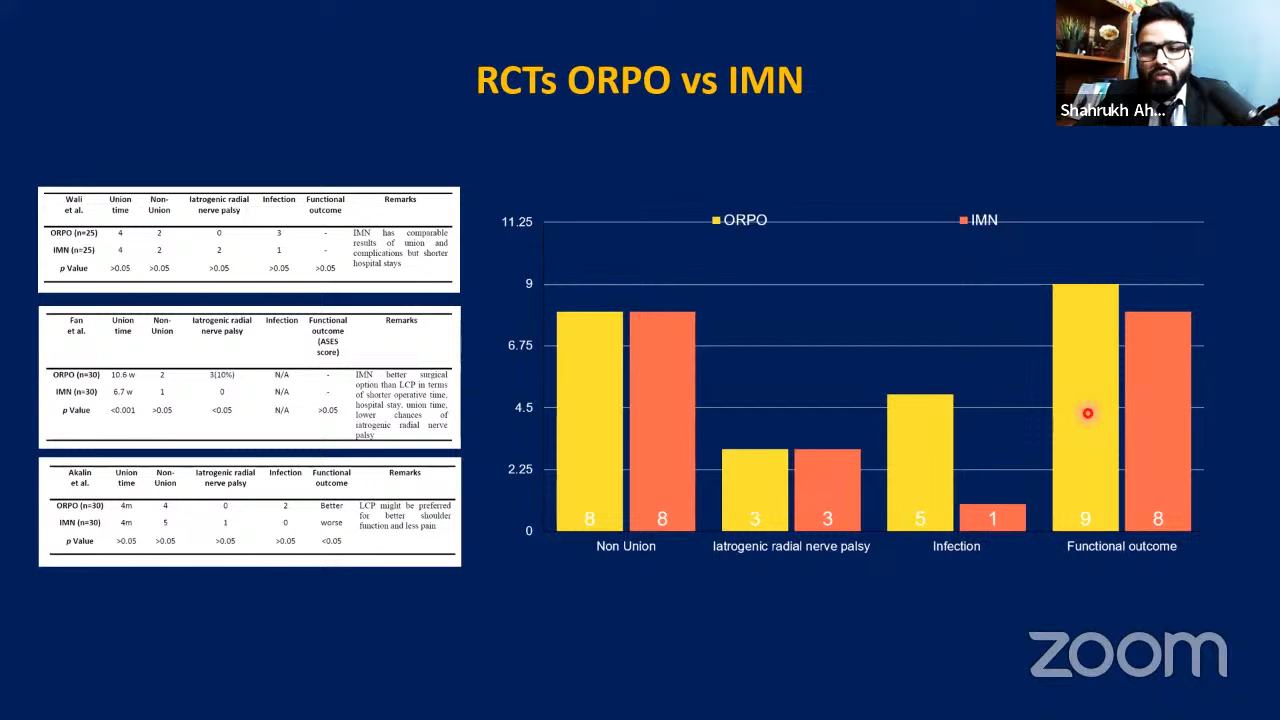 RCTs ORPO vs IMN
Shahrukh Ah...
Wali et al. Union time Non-Union Iatrogenic radial nerve palsy Infection Functional outcome Remarks
ORPO (n=25) 4 2 0 3 -
IMN (n=25) 4 2 2 1 -
p Value >0.05 >0.05 >0.05 >0.05 >0.05
IMN has comparable
results of union and
complications but shorter
hospital stays
Fan et al. Union time Non-Union Iatrogenic radial nerve palsy Infection Functional outcome (ASES score) Remarks
ORPO (n=30) 10.6 w 2 3(10%) N/A -
IMN (n=30) 6.7 w 1 0 N/A -
p Value <0.001 >0.05 <0.05 N/A >0.05
IMN better surgical
option than LCP in terms
of shorter operative time,
hospital stay, union time,
lower chances of
iatrogenic radial nerve
palsy
Akalin et al. Union time Non-Union Iatrogenic radial nerve palsy Infection Functional outcome Remarks
ORPO (n=30) 4m 4 0 2 Better
IMN (n=30) 4m 5 1 0 worse
p Value >0.05 >0.05 >0.05 >0.05 <0.05
LCP might be preferred
for better shoulder
function and less pain
ORPO IMN
11.25
9
6.75
4.5
2.25
0
8 8 3 3 5 1 9 8
Non Union Iatrogenic radial nerve palsy Infection Functional outcome
zoom